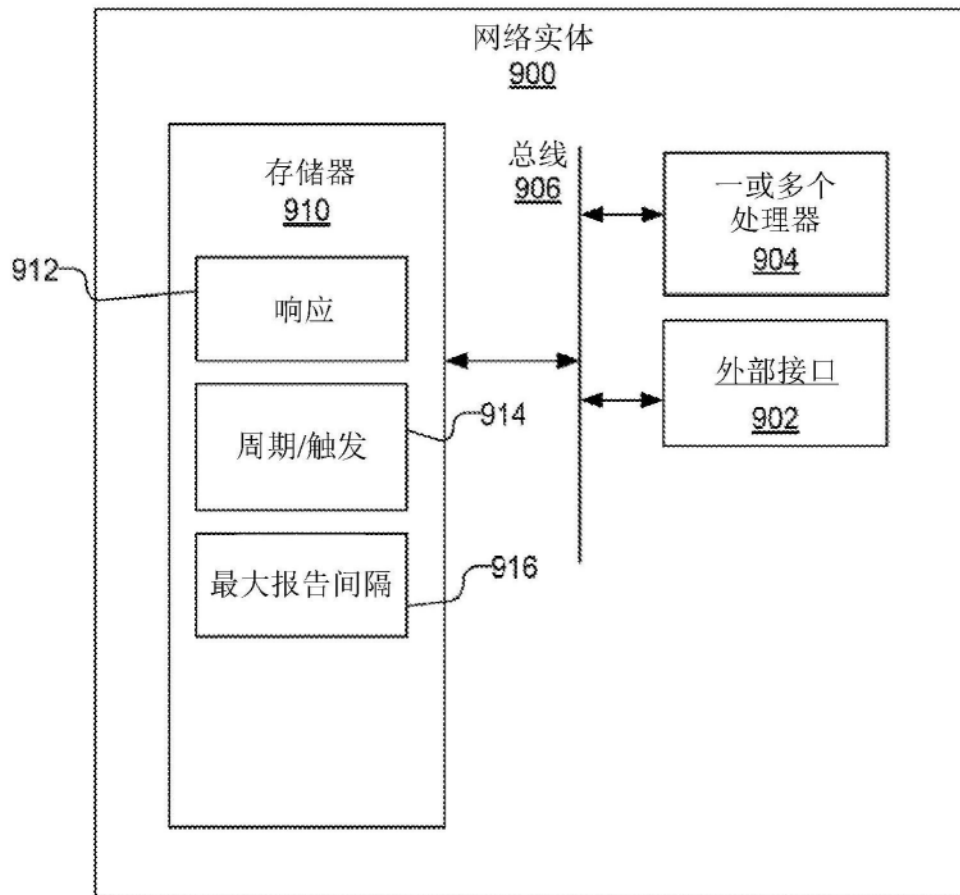 网络实体
900
存储器
910
总线
906
一或多个
处理器
904
912
响应
外部接口
902
914
周期/触发
916
最大报告间隔